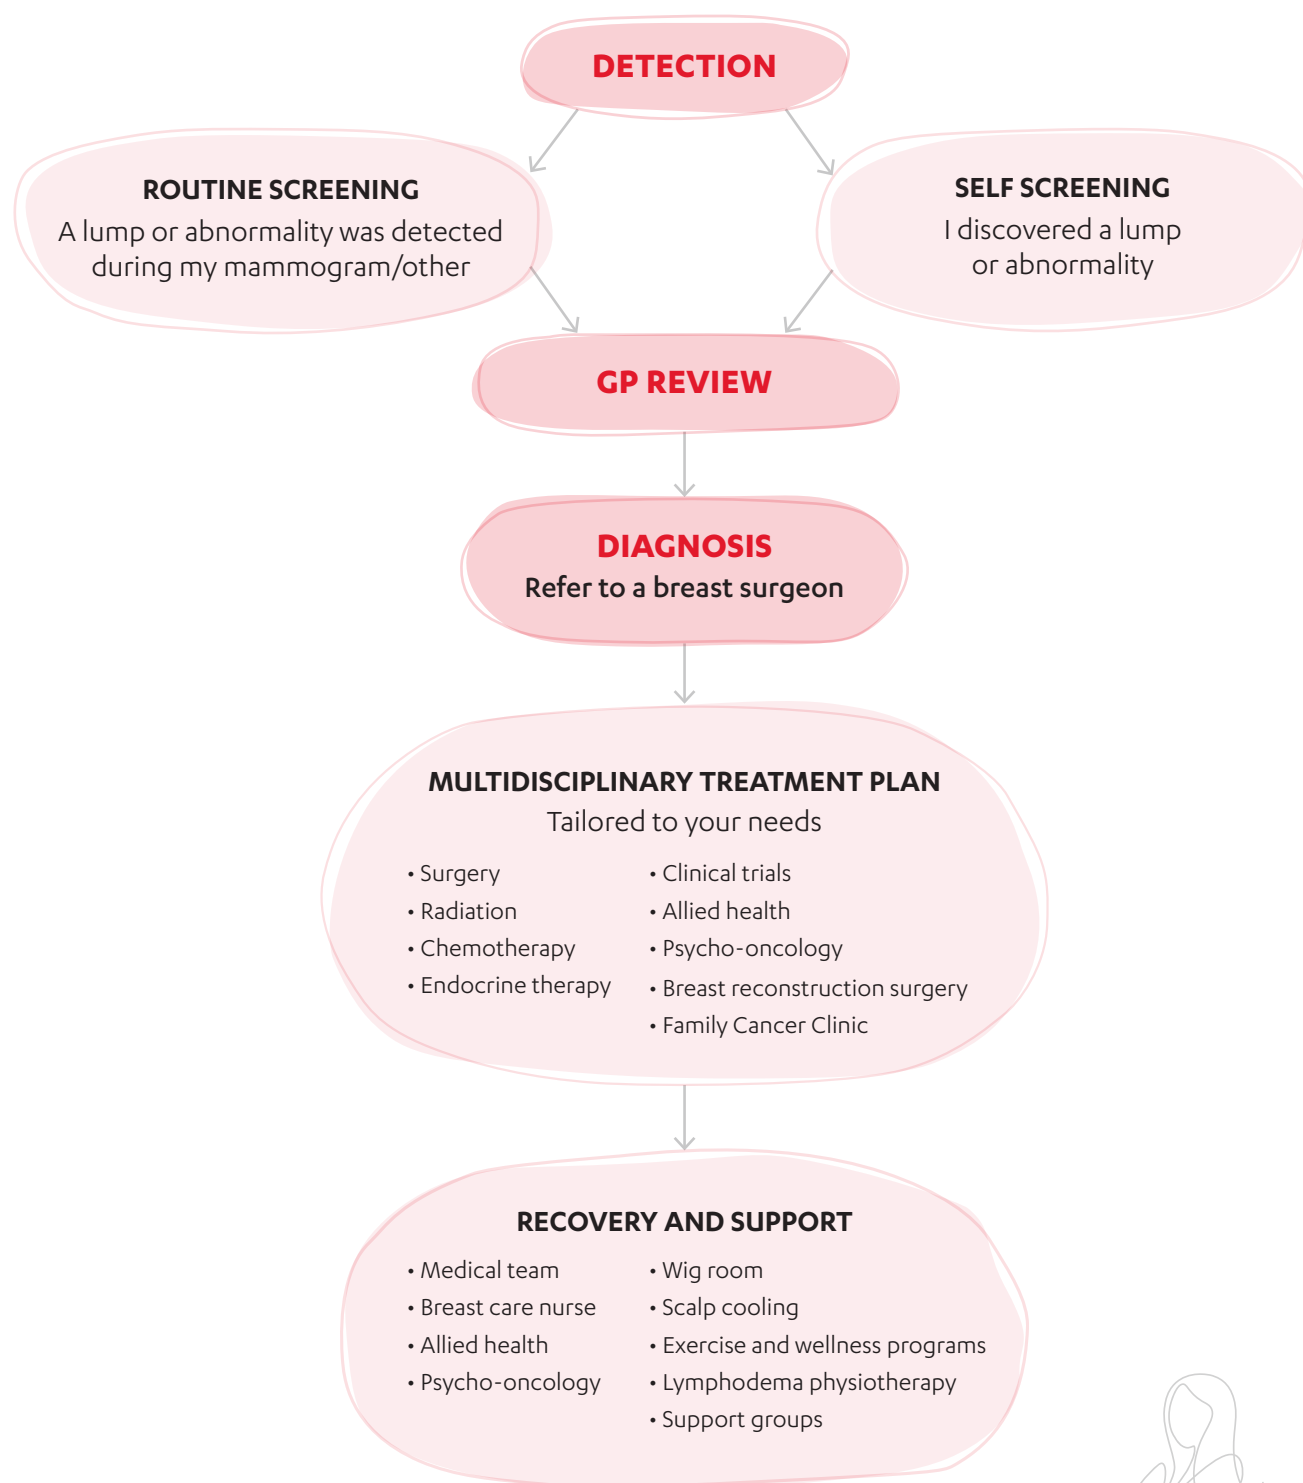 DETECTION
ROUTINE SCREENING
A lump or abnormality was detected
during my mammogram/other
SELF SCREENING
I discovered a lump
or abnormality
GP REVIEW
DIAGNOSIS
Refer to a breast surgeon
MULTIDISCIPLINARY TREATMENT PLAN
Tailored to your needs
• Surgery
• Radiation
• Chemotherapy
• Endocrine therapy
• Clinical trials
• Allied health
• Psycho-oncology
• Breast reconstruction surgery
• Family Cancer Clinic
RECOVERY AND SUPPORT
• Medical team
• Breast care nurse
• Allied health
• Psycho-oncology
• Wig room
• Scalp cooling
• Exercise and wellness programs
• Lymphodema physiotherapy
• Support groups